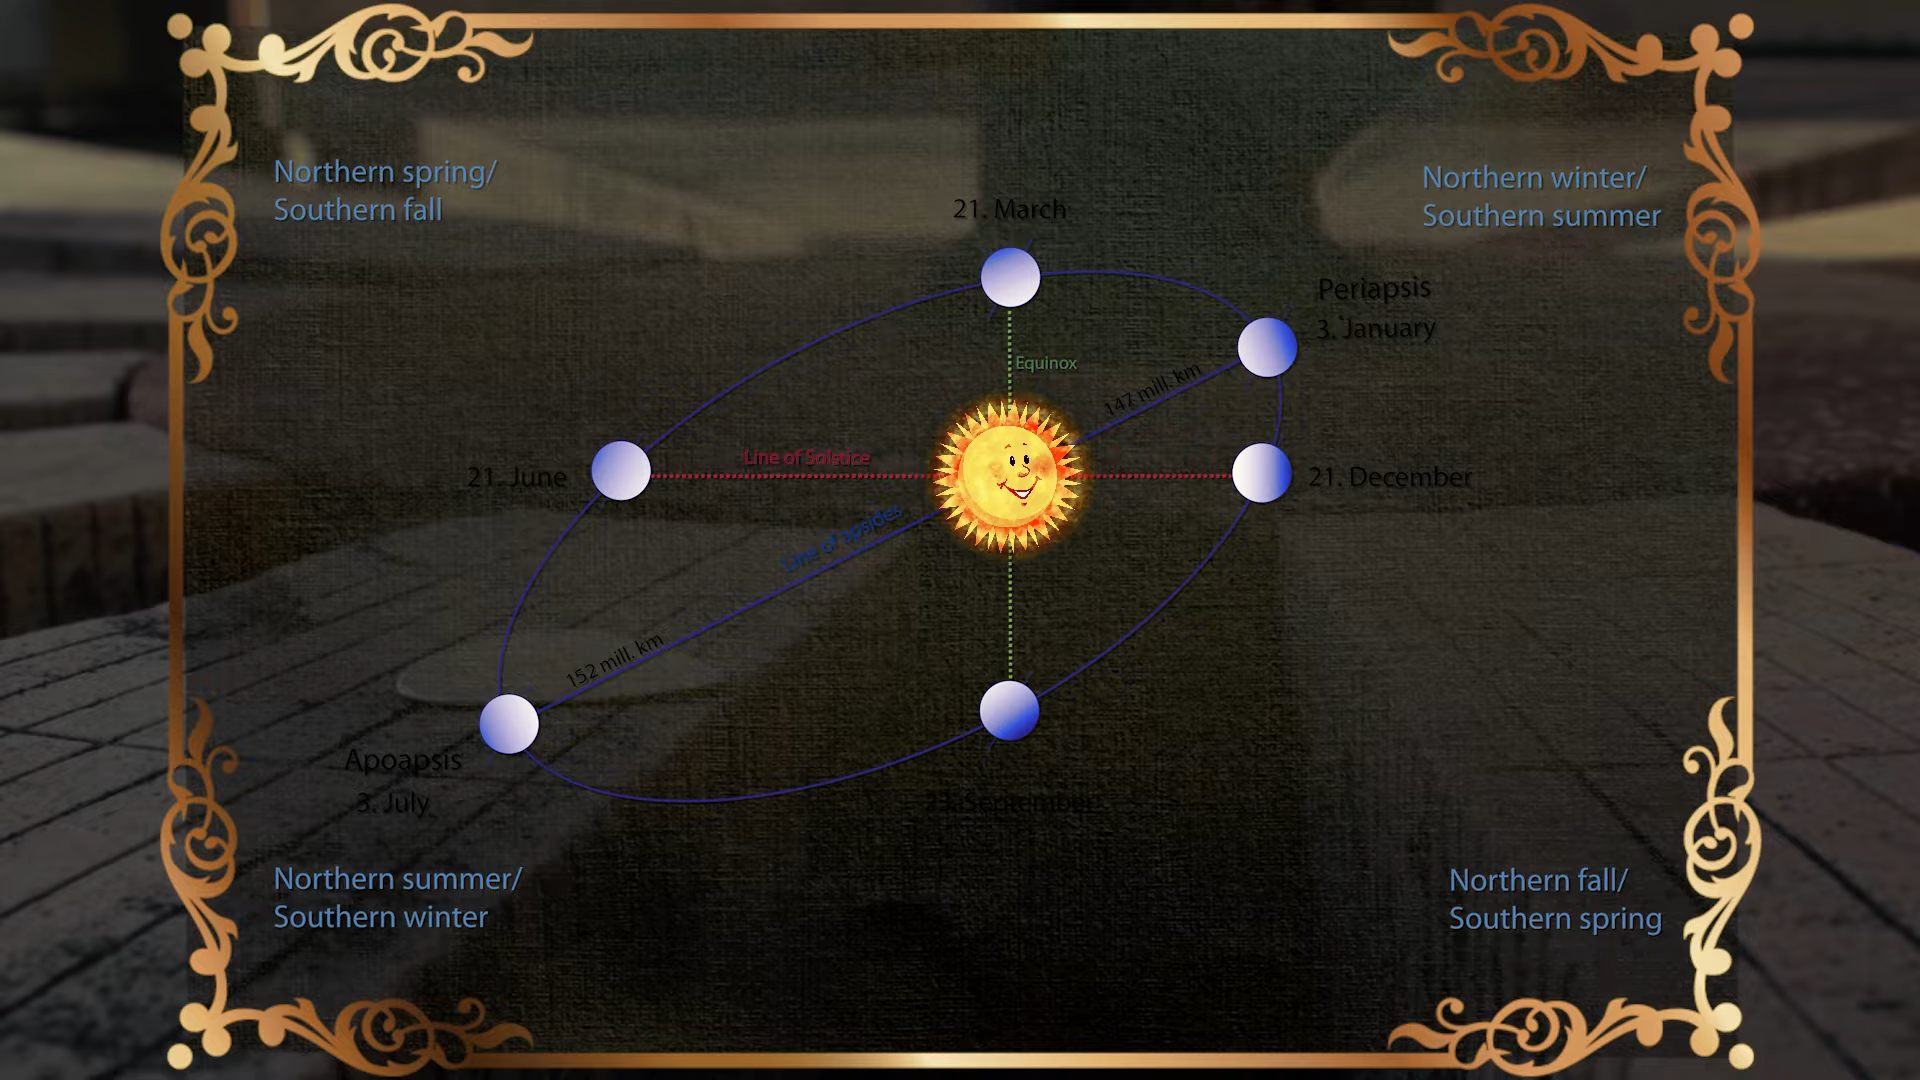 Northern spring/
Southern fall
Northern winter/
Southern summer
21. March
Periapsis
3. January
Equinox
147 mill. km
Line of Solstice
21. June
21. December
Line of apsides
152 mill. km
Apoapsis
3. July
September
Northern summer/
Southern winter
Northern fall/
Southern spring